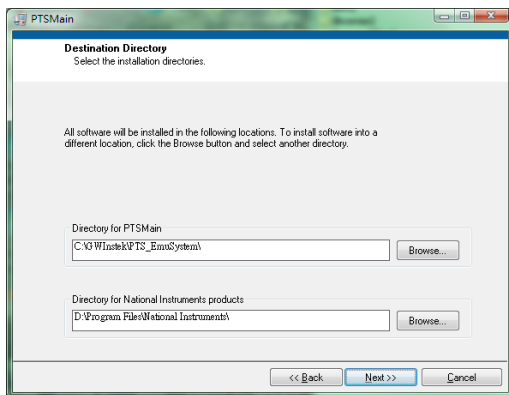 PTSMain
Destination Directory
Select the installation directories.
All software will be installed in the following locations. To install software into a
different location, click the Browse button and select another directory.
Directory for PTSMain
C:\GWInstek\PTS_EmuSystem\
Browse...
Directory for National Instruments products
D:\Program Files\National Instruments\
Browse...
<< Back
Next >>
Cancel